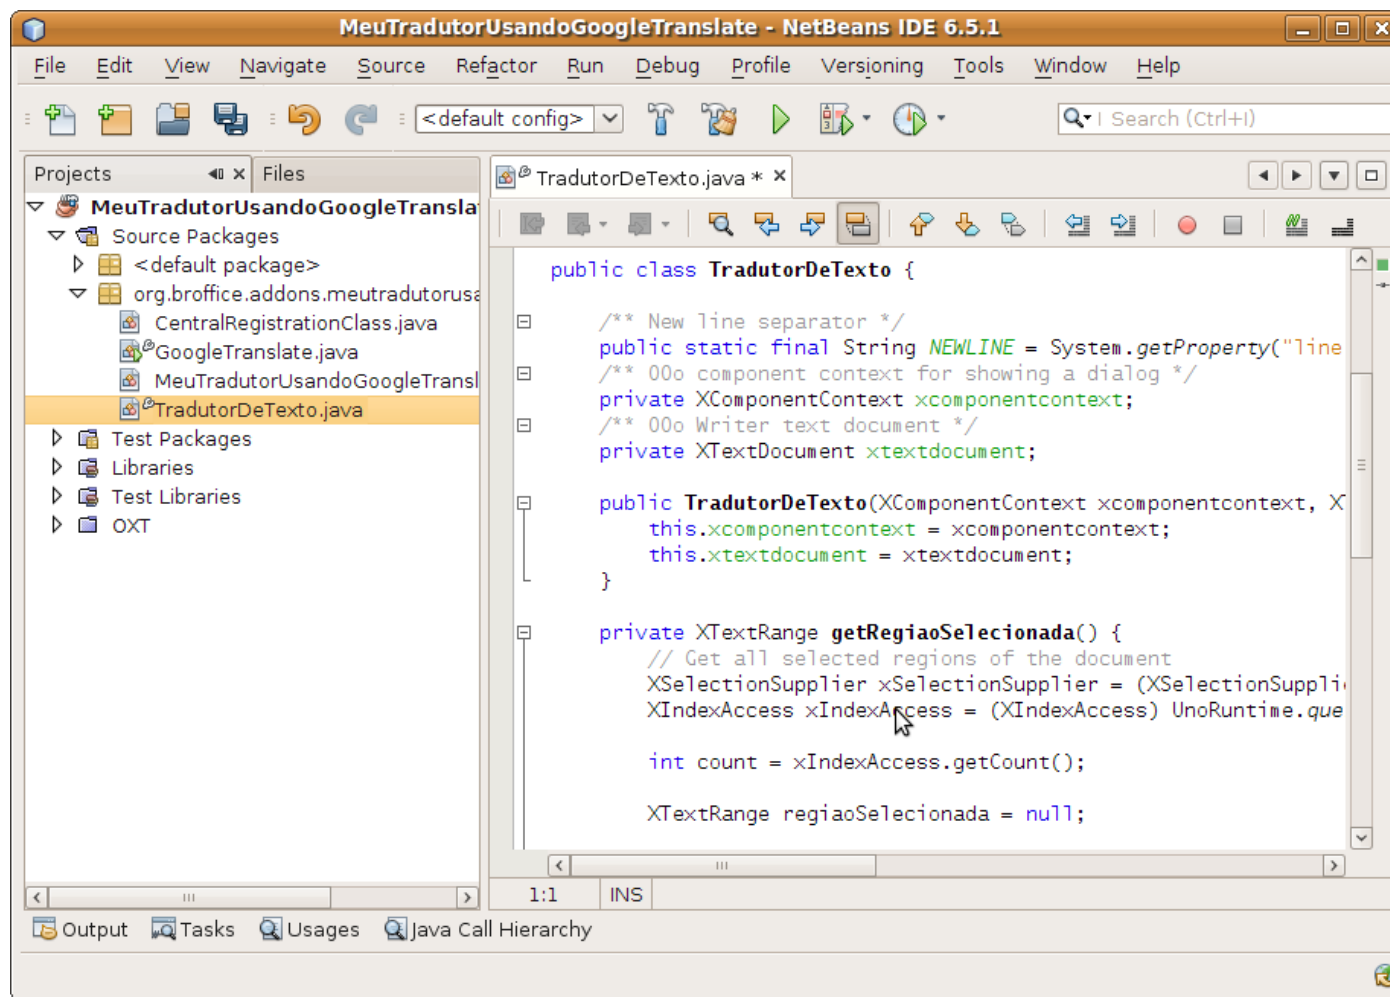 MeuTradutorUsandoGoogleTranslate - NetBeans IDE 6.5.1
File Edit View Navigate Source Refactor Run Debug Profile Versioning Tools Window Help
<default config> Search (Ctrl+I)
Projects Files
MeuTradutorUsandoGoogleTransla
Source Packages
<default package>
org.broffice.addons.meutradutorusa
CentralRegistrationClass.java
GoogleTranslate.java
MeuTradutorUsandoGoogleTransl
TradutorDeTexto.java
Test Packages
Libraries
Test Libraries
OXT
TradutorDeTexto.java *
public class TradutorDeTexto {
/** New line separator */
public static final String NEWLINE = System.getProperty("line
/** OOo component context for showing a dialog */
private XComponentContext xcomponentcontext;
/** OOo Writer text document */
private XTextDocument xtextdocument;
public TradutorDeTexto(XComponentContext xcomponentcontext, XT
this.xcomponentcontext = xcomponentcontext;
this.xtextdocument = xtextdocument;
}
private XTextRange getRegiaoSelecionada() {
// Get all selected regions of the document
XSelectionSupplier xSelectionSupplier = (XSelectionSuppli
XIndexAccess xIndexAccess = (XIndexAccess) UnoRuntime.que
int count = xIndexAccess.getCount();
XTextRange regiaoSelecionada = null;
1:1 INS
Output Tasks Usages Java Call Hierarchy